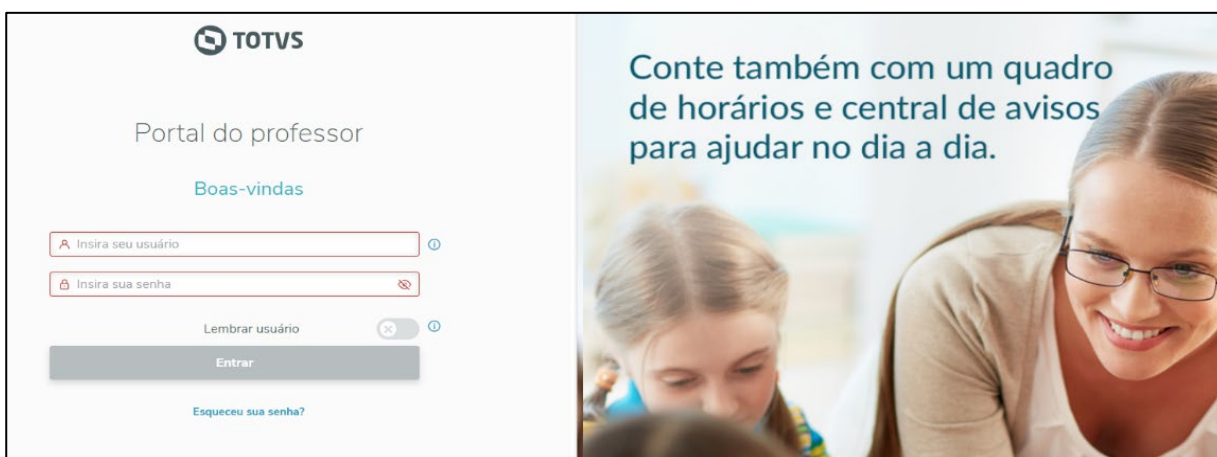 TOTVS
Portal do professor
Boas-vindas
Insira seu usuário
Insira sua senha
Lembrar usuário
Entrar
Esqueceu sua senha?
Conte também com um quadro
de horários e central de avisos
para ajudar no dia a dia.